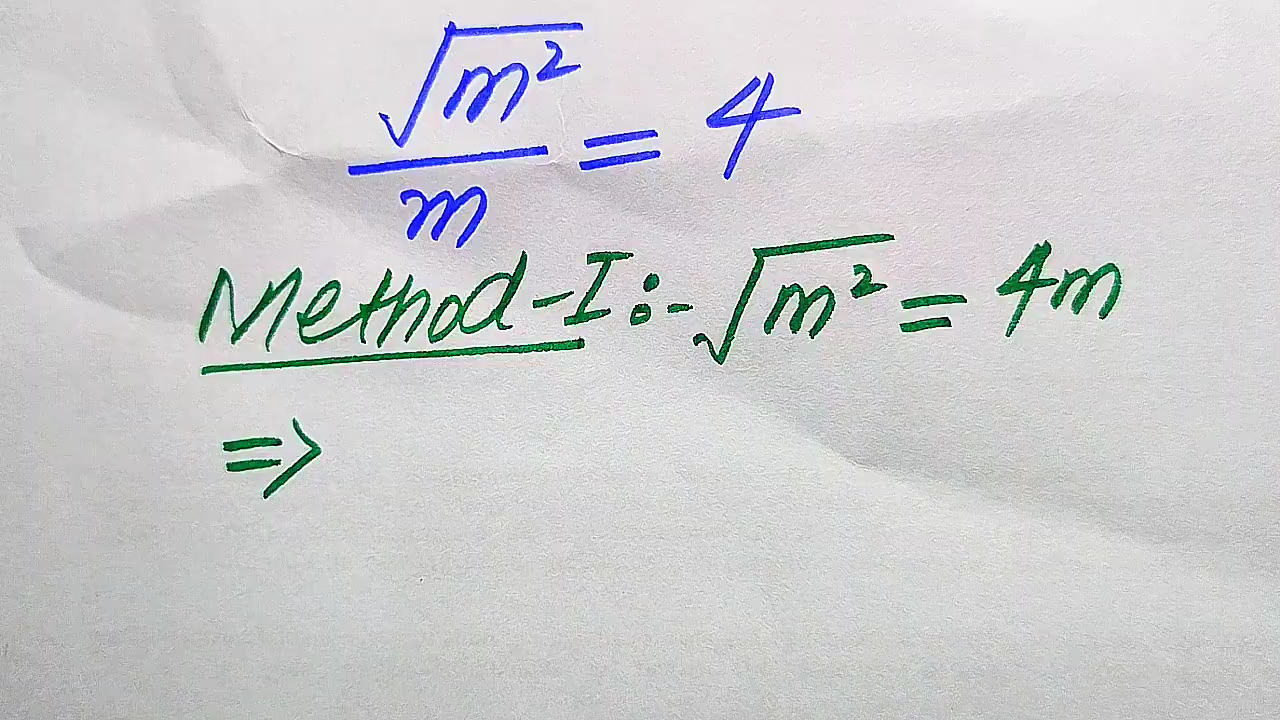 √m² / m = 4
Method-I:- √m² = 4m
⇒